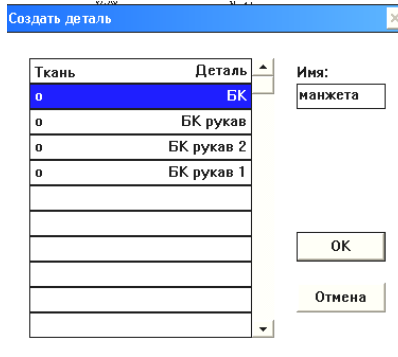 Создать деталь
Ткань Деталь
Имя:
о БК
манжета
о БК рукав
о БК рукав 2
о БК рукав 1
OK
Отмена